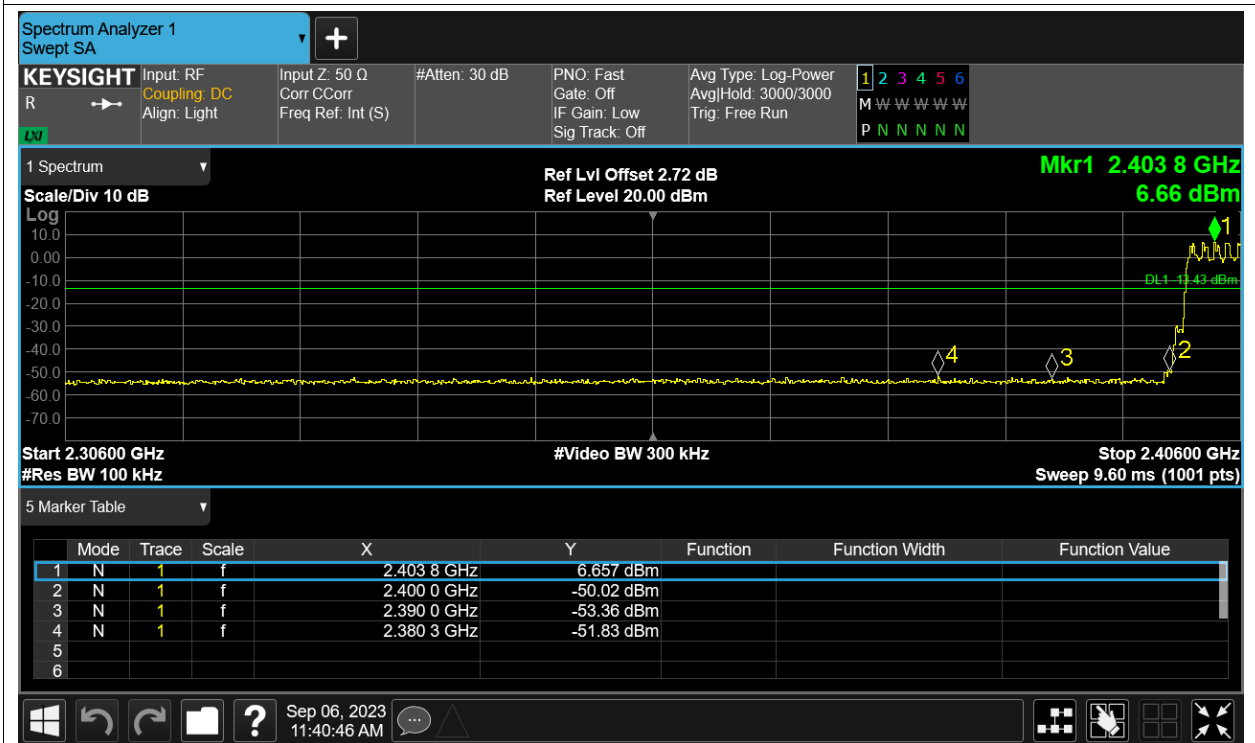 Spectrum Analyzer 1
Swept SA
+
KEYSIGHT Input: RF Input Z: 50 Ω #Atten: 30 dB PNO: Fast Avg Type: Log-Power 1 2 3 4 5 6
R Coupling: DC Corr CCorr Gate: Off Avg|Hold: 3000/3000 M W W W W W
Align: Light Freq Ref: Int (S) IF Gain: Low Trig: Free Run
LXI Sig Track: Off P N N N N N
1 Spectrum Ref Lvl Offset 2.72 dB Mkr1 2.403 8 GHz
Scale/Div 10 dB Ref Level 20.00 dBm 6.66 dBm
Log
1
10.0
0.00
-10.0
DL1 -13.43 dBm
-20.0
-30.0
-40.0
4 3 2
-50.0
-60.0
-70.0
Start 2.30600 GHz #Video BW 300 kHz Stop 2.40600 GHz
#Res BW 100 kHz Sweep 9.60 ms (1001 pts)
5 Marker Table
Mode Trace Scale X Y Function Function Width Function Value
1 N 1 f 2.403 8 GHz 6.657 dBm
2 N 1 f 2.400 0 GHz -50.02 dBm
3 N 1 f 2.390 0 GHz -53.36 dBm
4 N 1 f 2.380 3 GHz -51.83 dBm
5
6
? Sep 06, 2023
11:40:46 AM